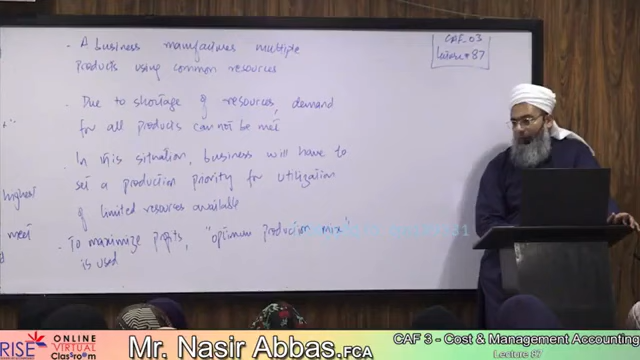 CAF_03
Lecture # 87
- A business manufactures multiple
products using common resources
- Due to shortage of resources, demand
for all products can not be met
- In this situation, business will have to
set a production priority for utilization
of limited resources available
highest
meet
- To maximize profits, "optimum production mix"
is used
RISE
ONLINE
VIRTUAL
Classroom
Mr. Nasir Abbas.FCA
CAF 3 - Cost & Management Accounting
Lecture 87